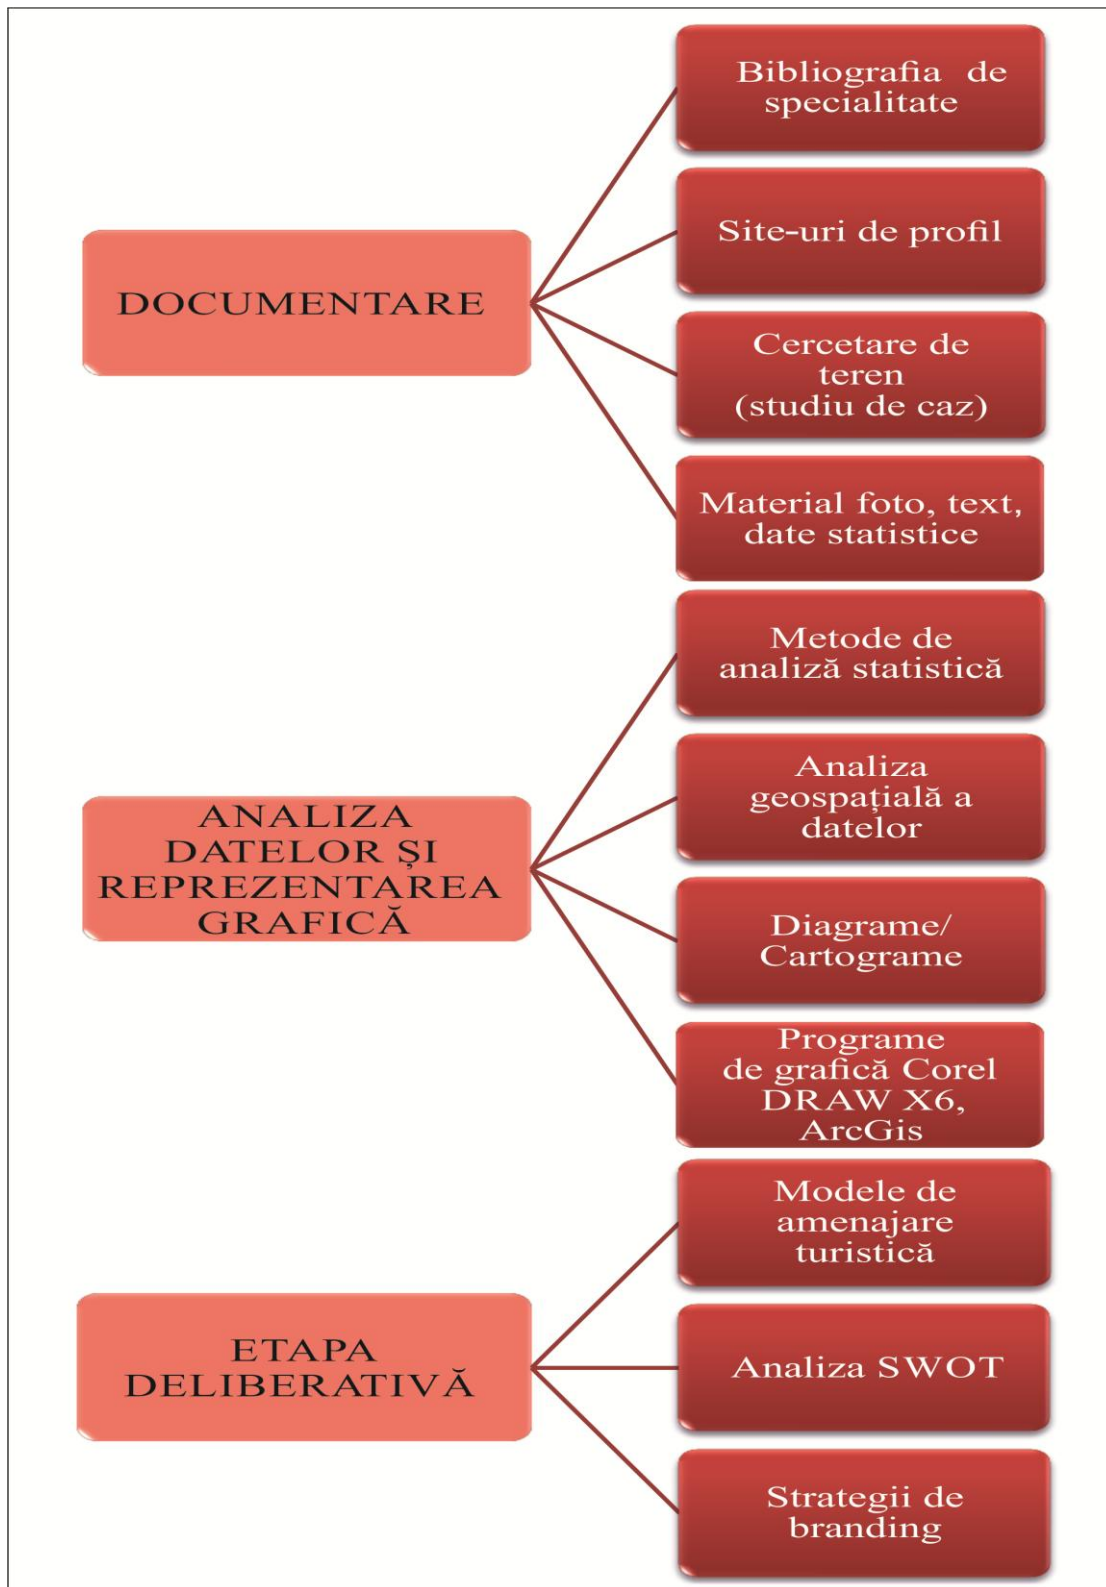 DOCUMENTARE
Bibliografia de
specialitate
Site-uri de profil
Cercetare de
teren
(studiu de caz)
Material foto, text,
date statistice
ANALIZA
DATELOR ȘI
REPREZENTAREA
GRAFICĂ
Metode de
analiză statistică
Analiza
geospațială a
datelor
Diagrame/
Cartograme
Programe
de grafică Corel
DRAW X6,
ArcGis
ETAPA
DELIBERATIVĂ
Modele de
amenajare
turistică
Analiza SWOT
Strategii de
branding